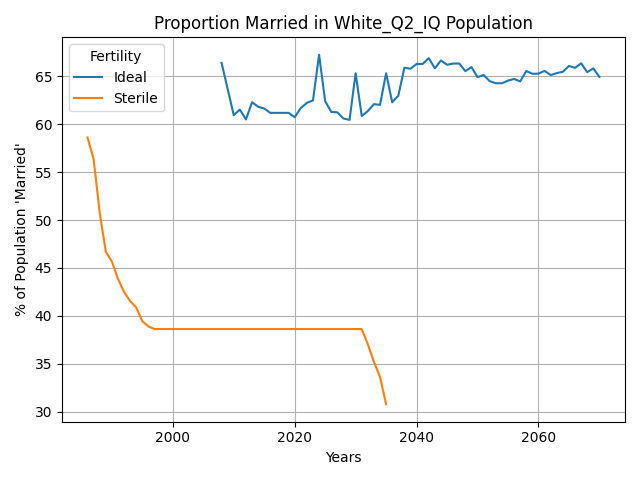 Proportion Married in White_Q2_IQ Population
Fertility
Ideal
Sterile
% of Population 'Married'
65
60
55
50
45
40
35
30
2000
2020
2040
2060
Years